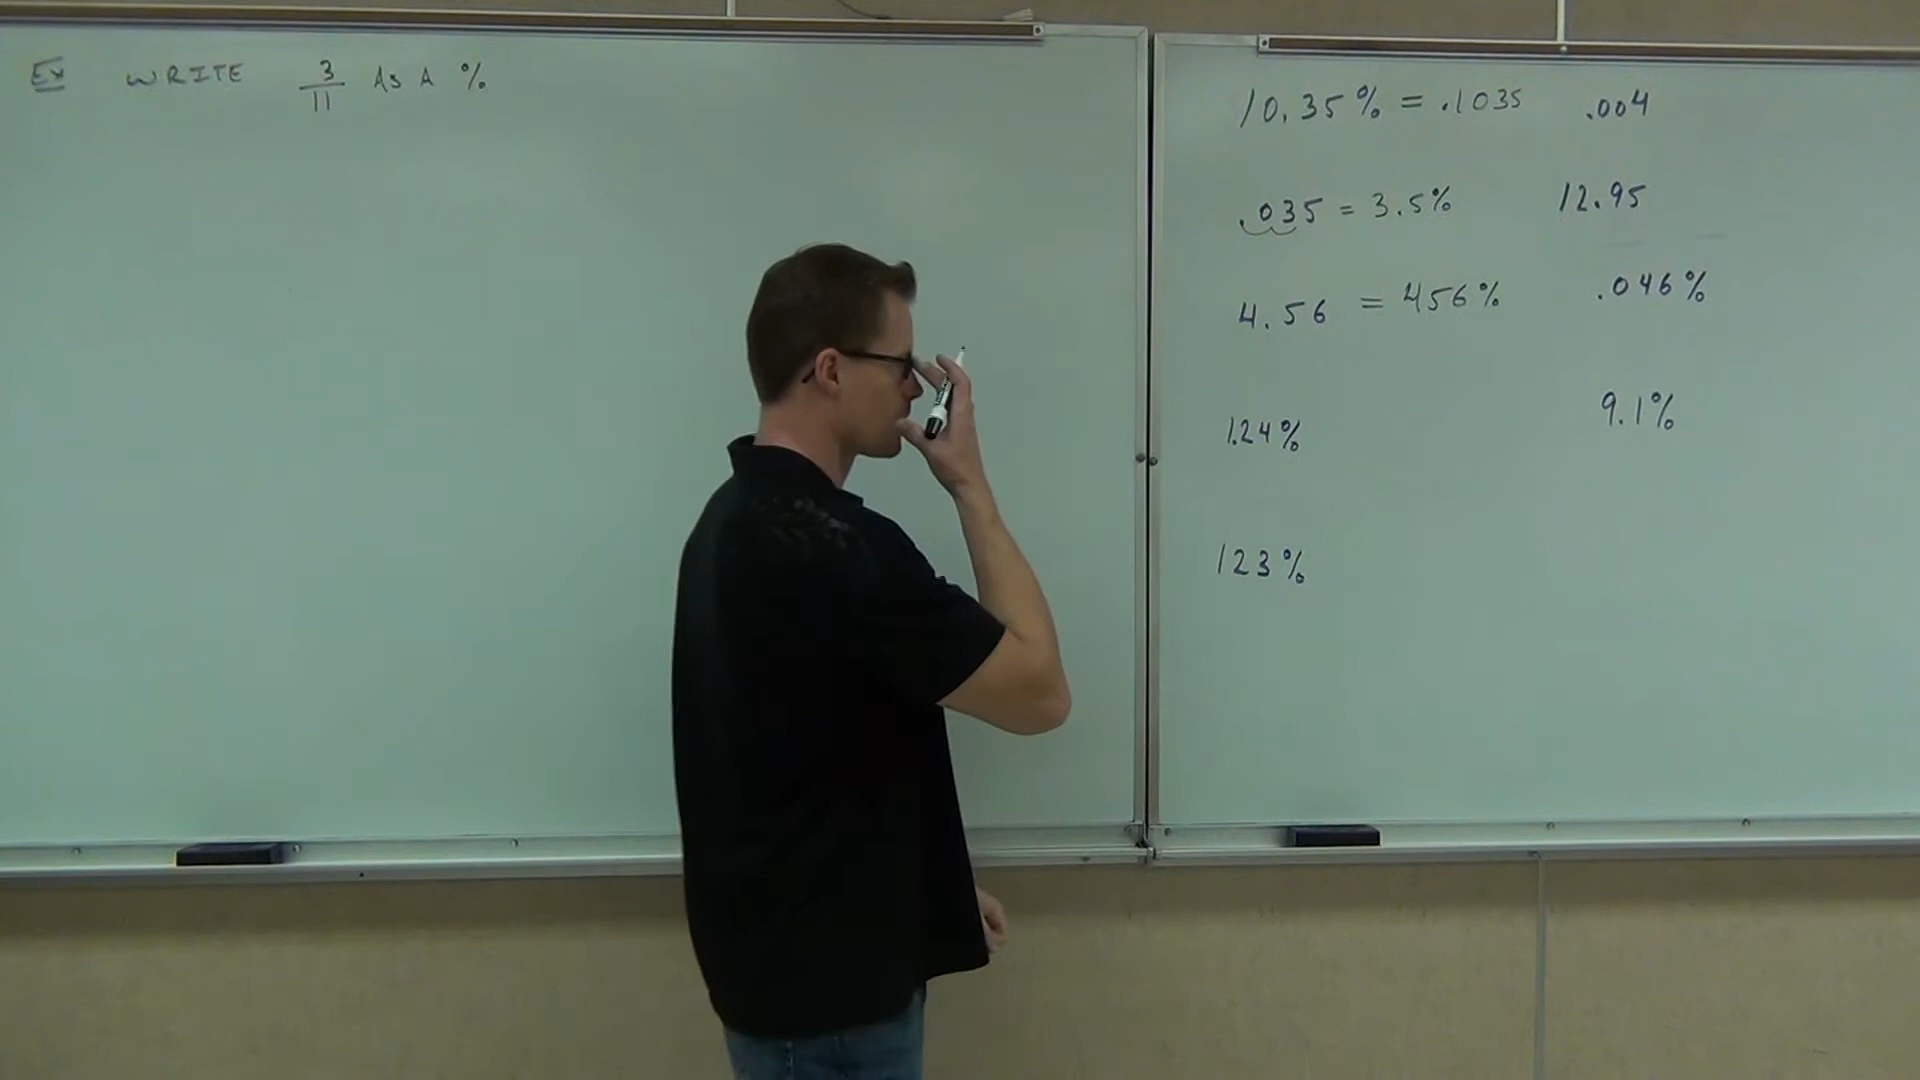 Ex WRITE 3/11 AS A %
10.35% = .1035 .004
.035 = 3.5% 12.95
4.56 = 456% .046%
1.24% 9.1%
123%